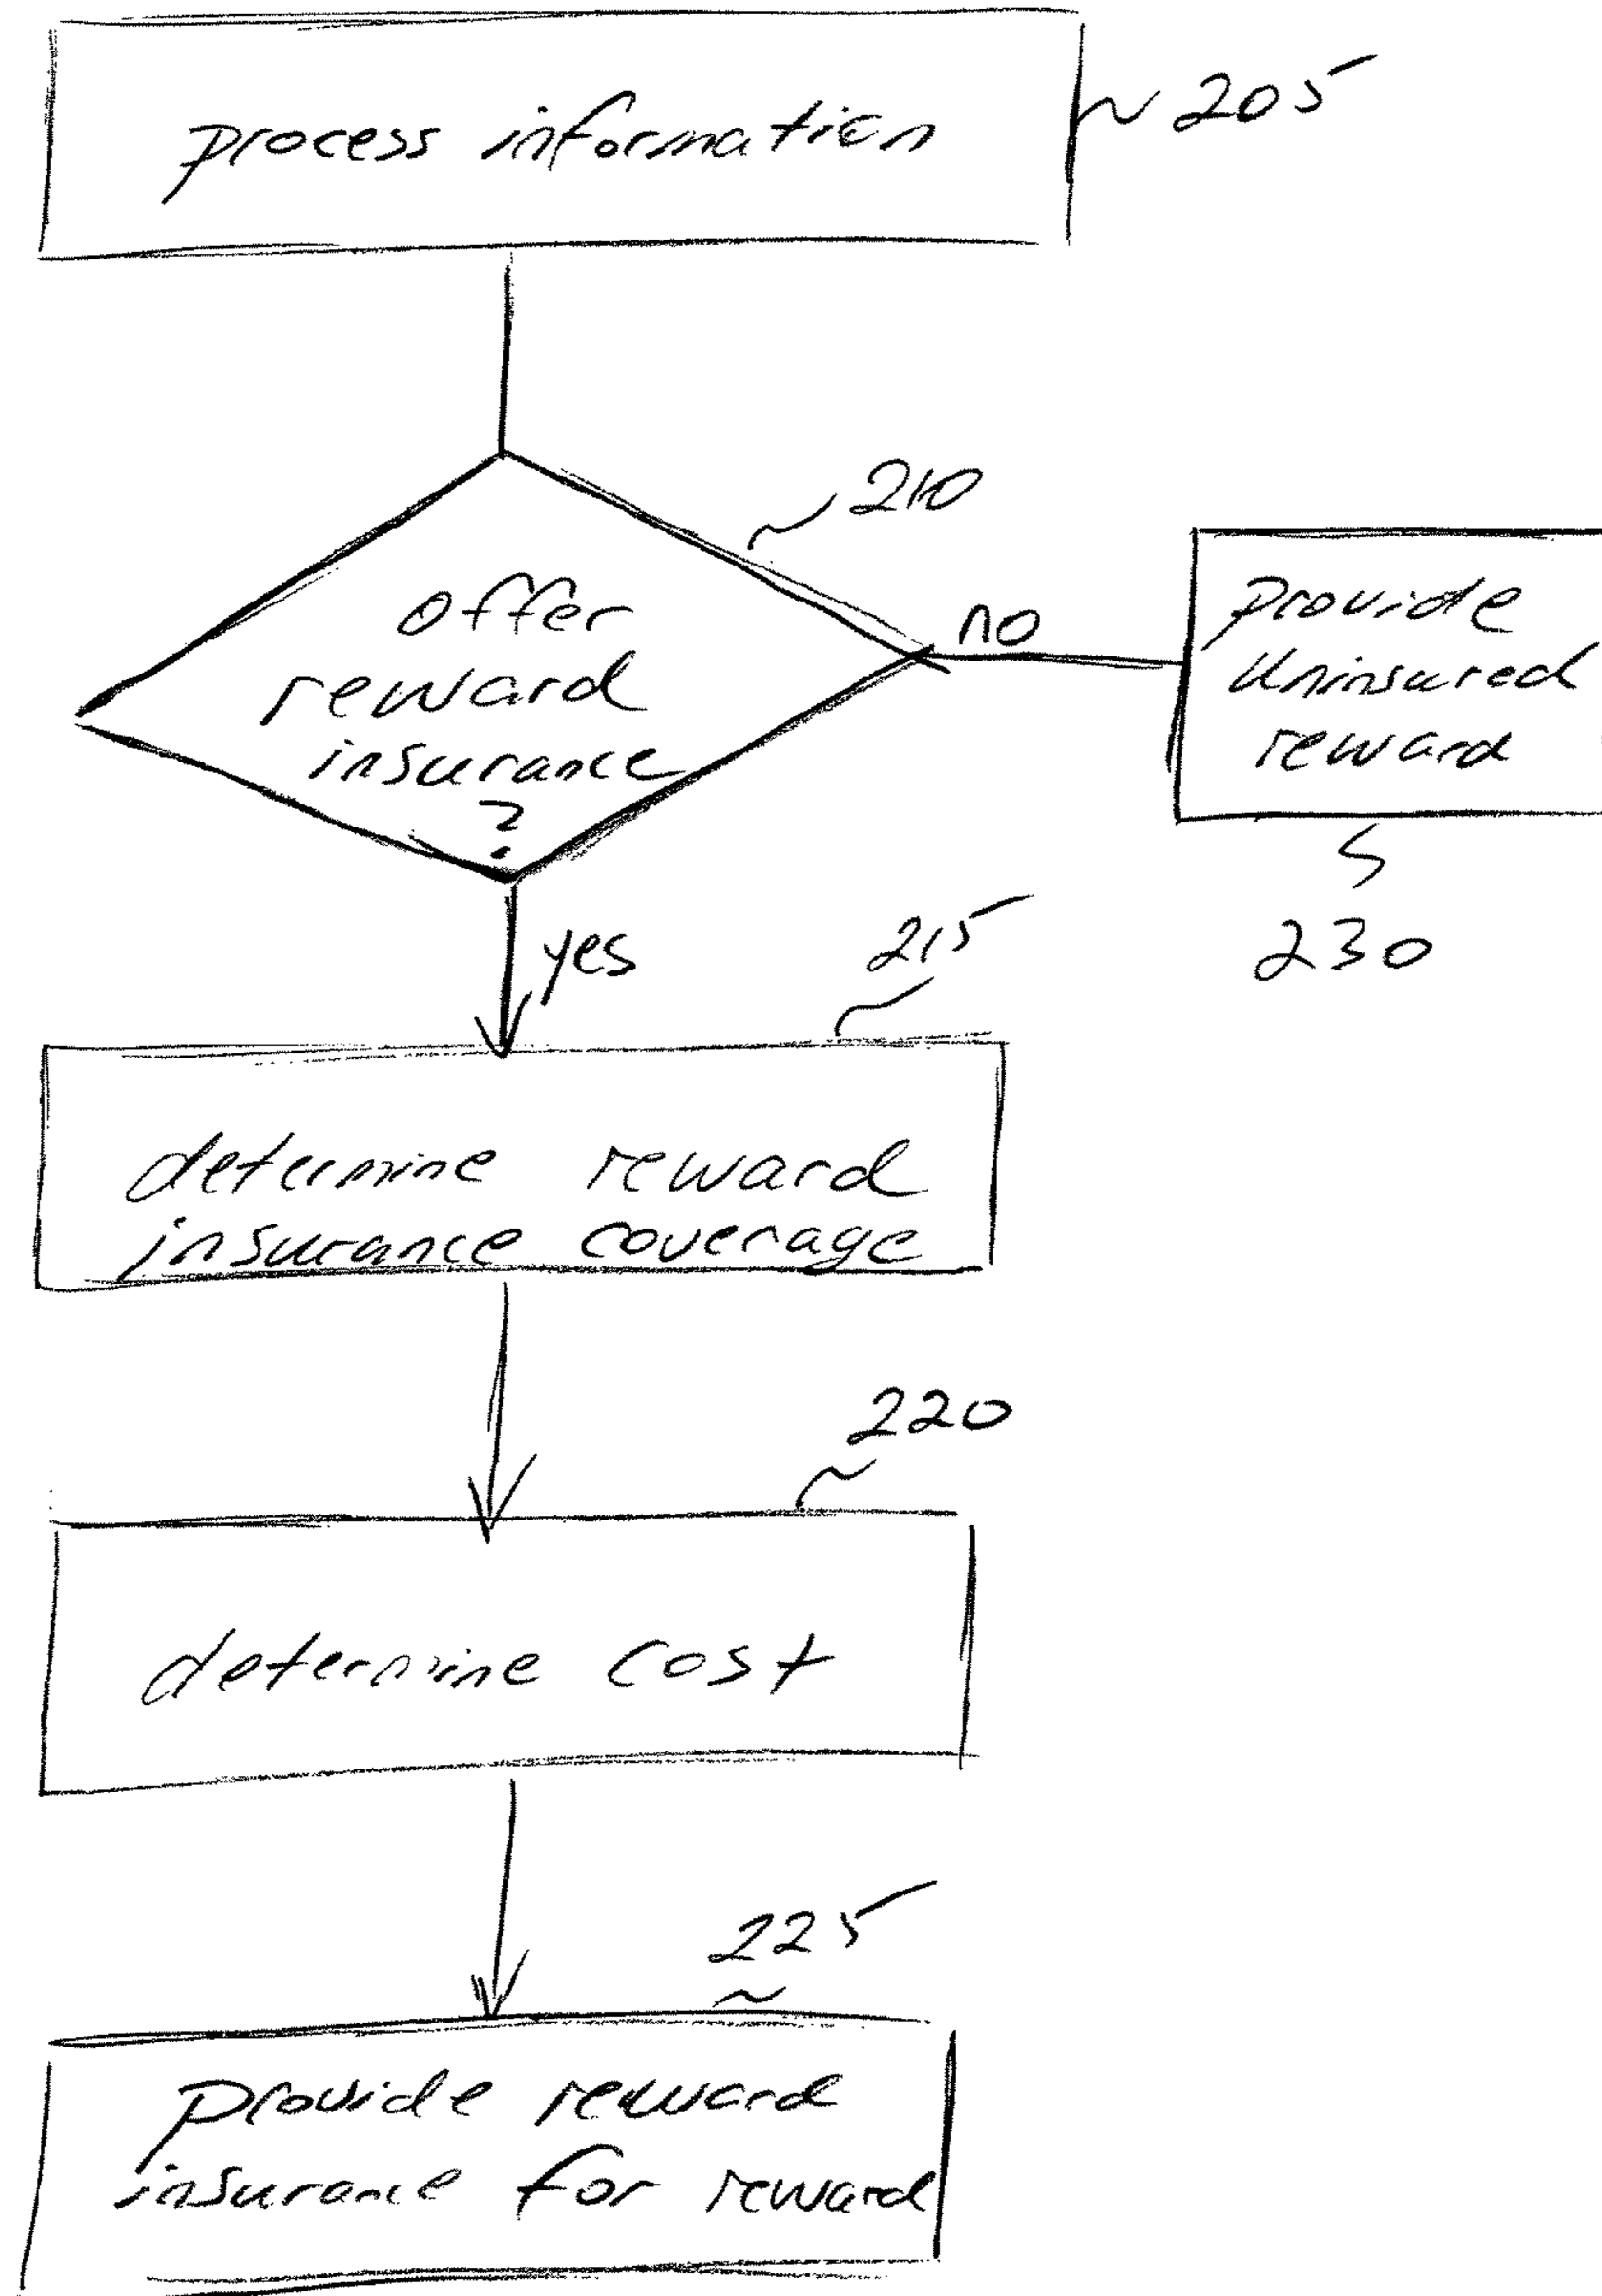 process information
205
210
offer
reward
insurance
?
no
provide
uninsured
reward
230
yes
215
determine reward
insurance coverage
220
determine cost
225
provide reward
insurance for reward